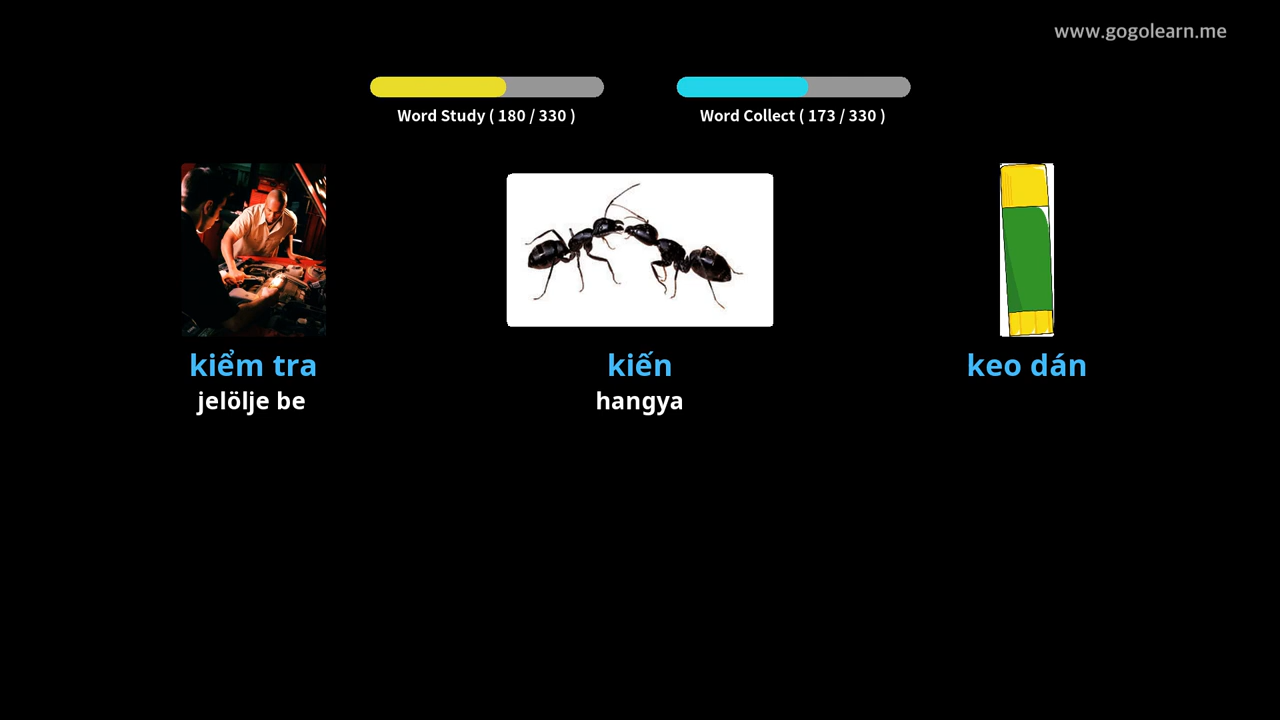 www.gogolearn.me
Word Study ( 180 / 330 )
Word Collect ( 173 / 330 )
kiểm tra
jelölje be
kiến
hangya
keo dán